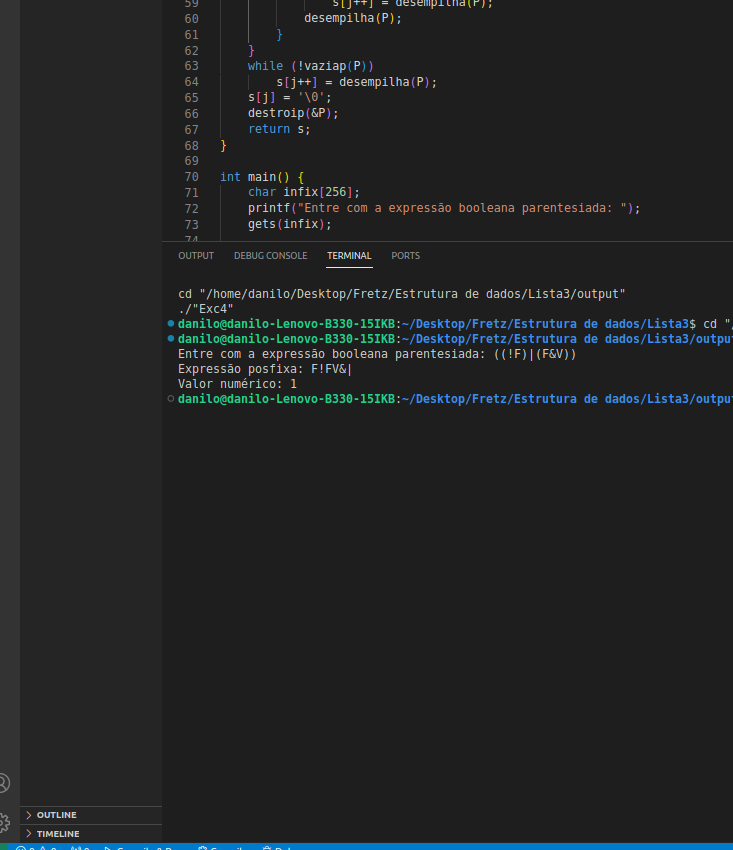 59 s[j++] = desempilha(P);
60 desempilha(P);
61 }
62 }
63 while (!vaziap(P))
64 s[j++] = desempilha(P);
65 s[j] = '\0';
66 destroip(&P);
67 return s;
68 }
69
70 int main() {
71 char infix[256];
72 printf("Entre com a expressão booleana parentesiada: ");
73 gets(infix);
74
OUTPUT DEBUG CONSOLE TERMINAL PORTS
cd "/home/danilo/Desktop/Fretz/Estrutura de dados/Lista3/output"
./"Exc4"
danilo@danilo-Lenovo-B330-15IKB:~/Desktop/Fretz/Estrutura de dados/Lista3$ cd "/
danilo@danilo-Lenovo-B330-15IKB:~/Desktop/Fretz/Estrutura de dados/Lista3/outpu
Entre com a expressão booleana parentesiada: ((!F)|(F&V))
Expressão posfixa: F!FV&|
Valor numérico: 1
danilo@danilo-Lenovo-B330-15IKB:~/Desktop/Fretz/Estrutura de dados/Lista3/outpu
OUTLINE
TIMELINE